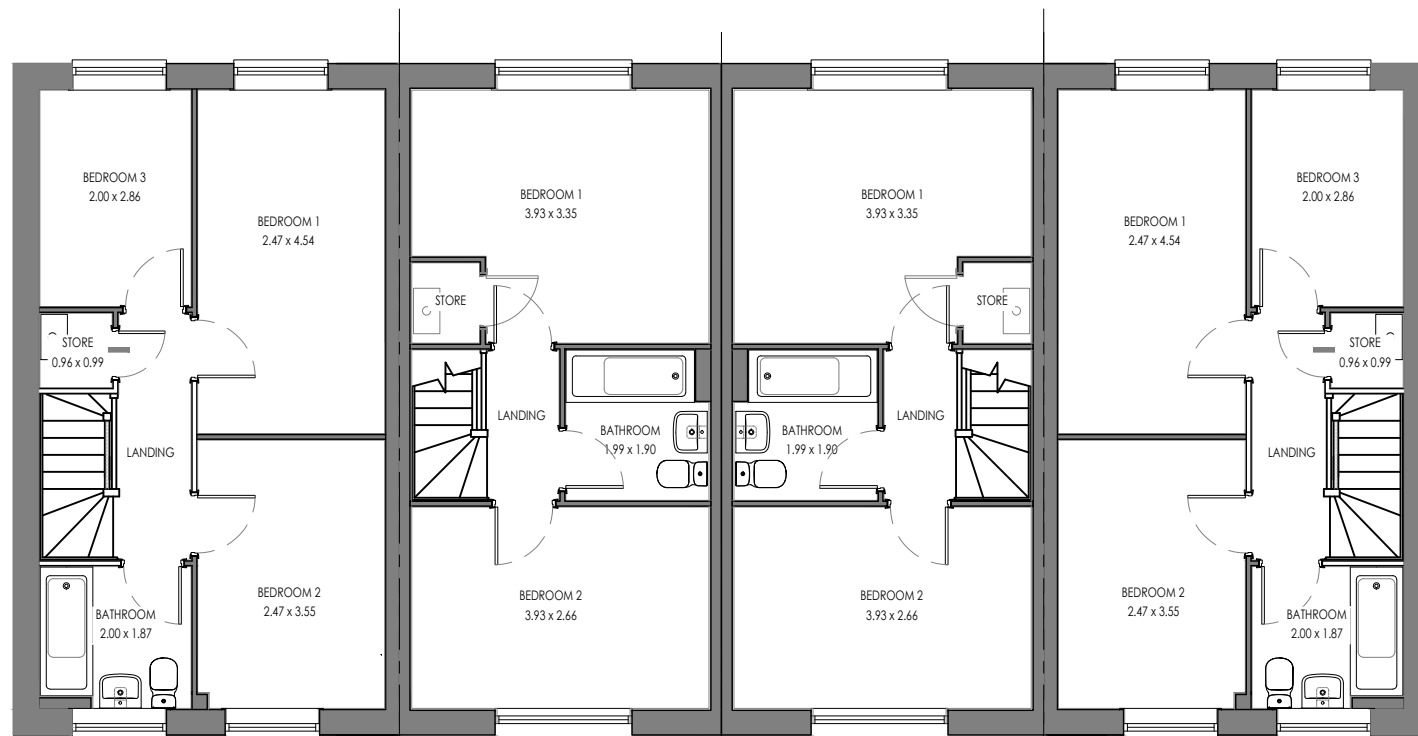 BEDROOM 3
2.00 x 2.86
BEDROOM 1
2.47 x 4.54
STORE
0.96 x 0.99
LANDING
BEDROOM 2
2.47 x 3.55
BATHROOM
2.00 x 1.87
BEDROOM 1
3.93 x 3.35
STORE
LANDING
BATHROOM
1.99 x 1.90
BEDROOM 2
3.93 x 2.66
BEDROOM 1
3.93 x 3.35
STORE
BATHROOM
1.99 x 1.90
LANDING
BEDROOM 2
3.93 x 2.66
BEDROOM 1
2.47 x 4.54
BEDROOM 3
2.00 x 2.86
STORE
0.96 x 0.99
LANDING
BEDROOM 2
2.47 x 3.55
BATHROOM
2.00 x 1.87